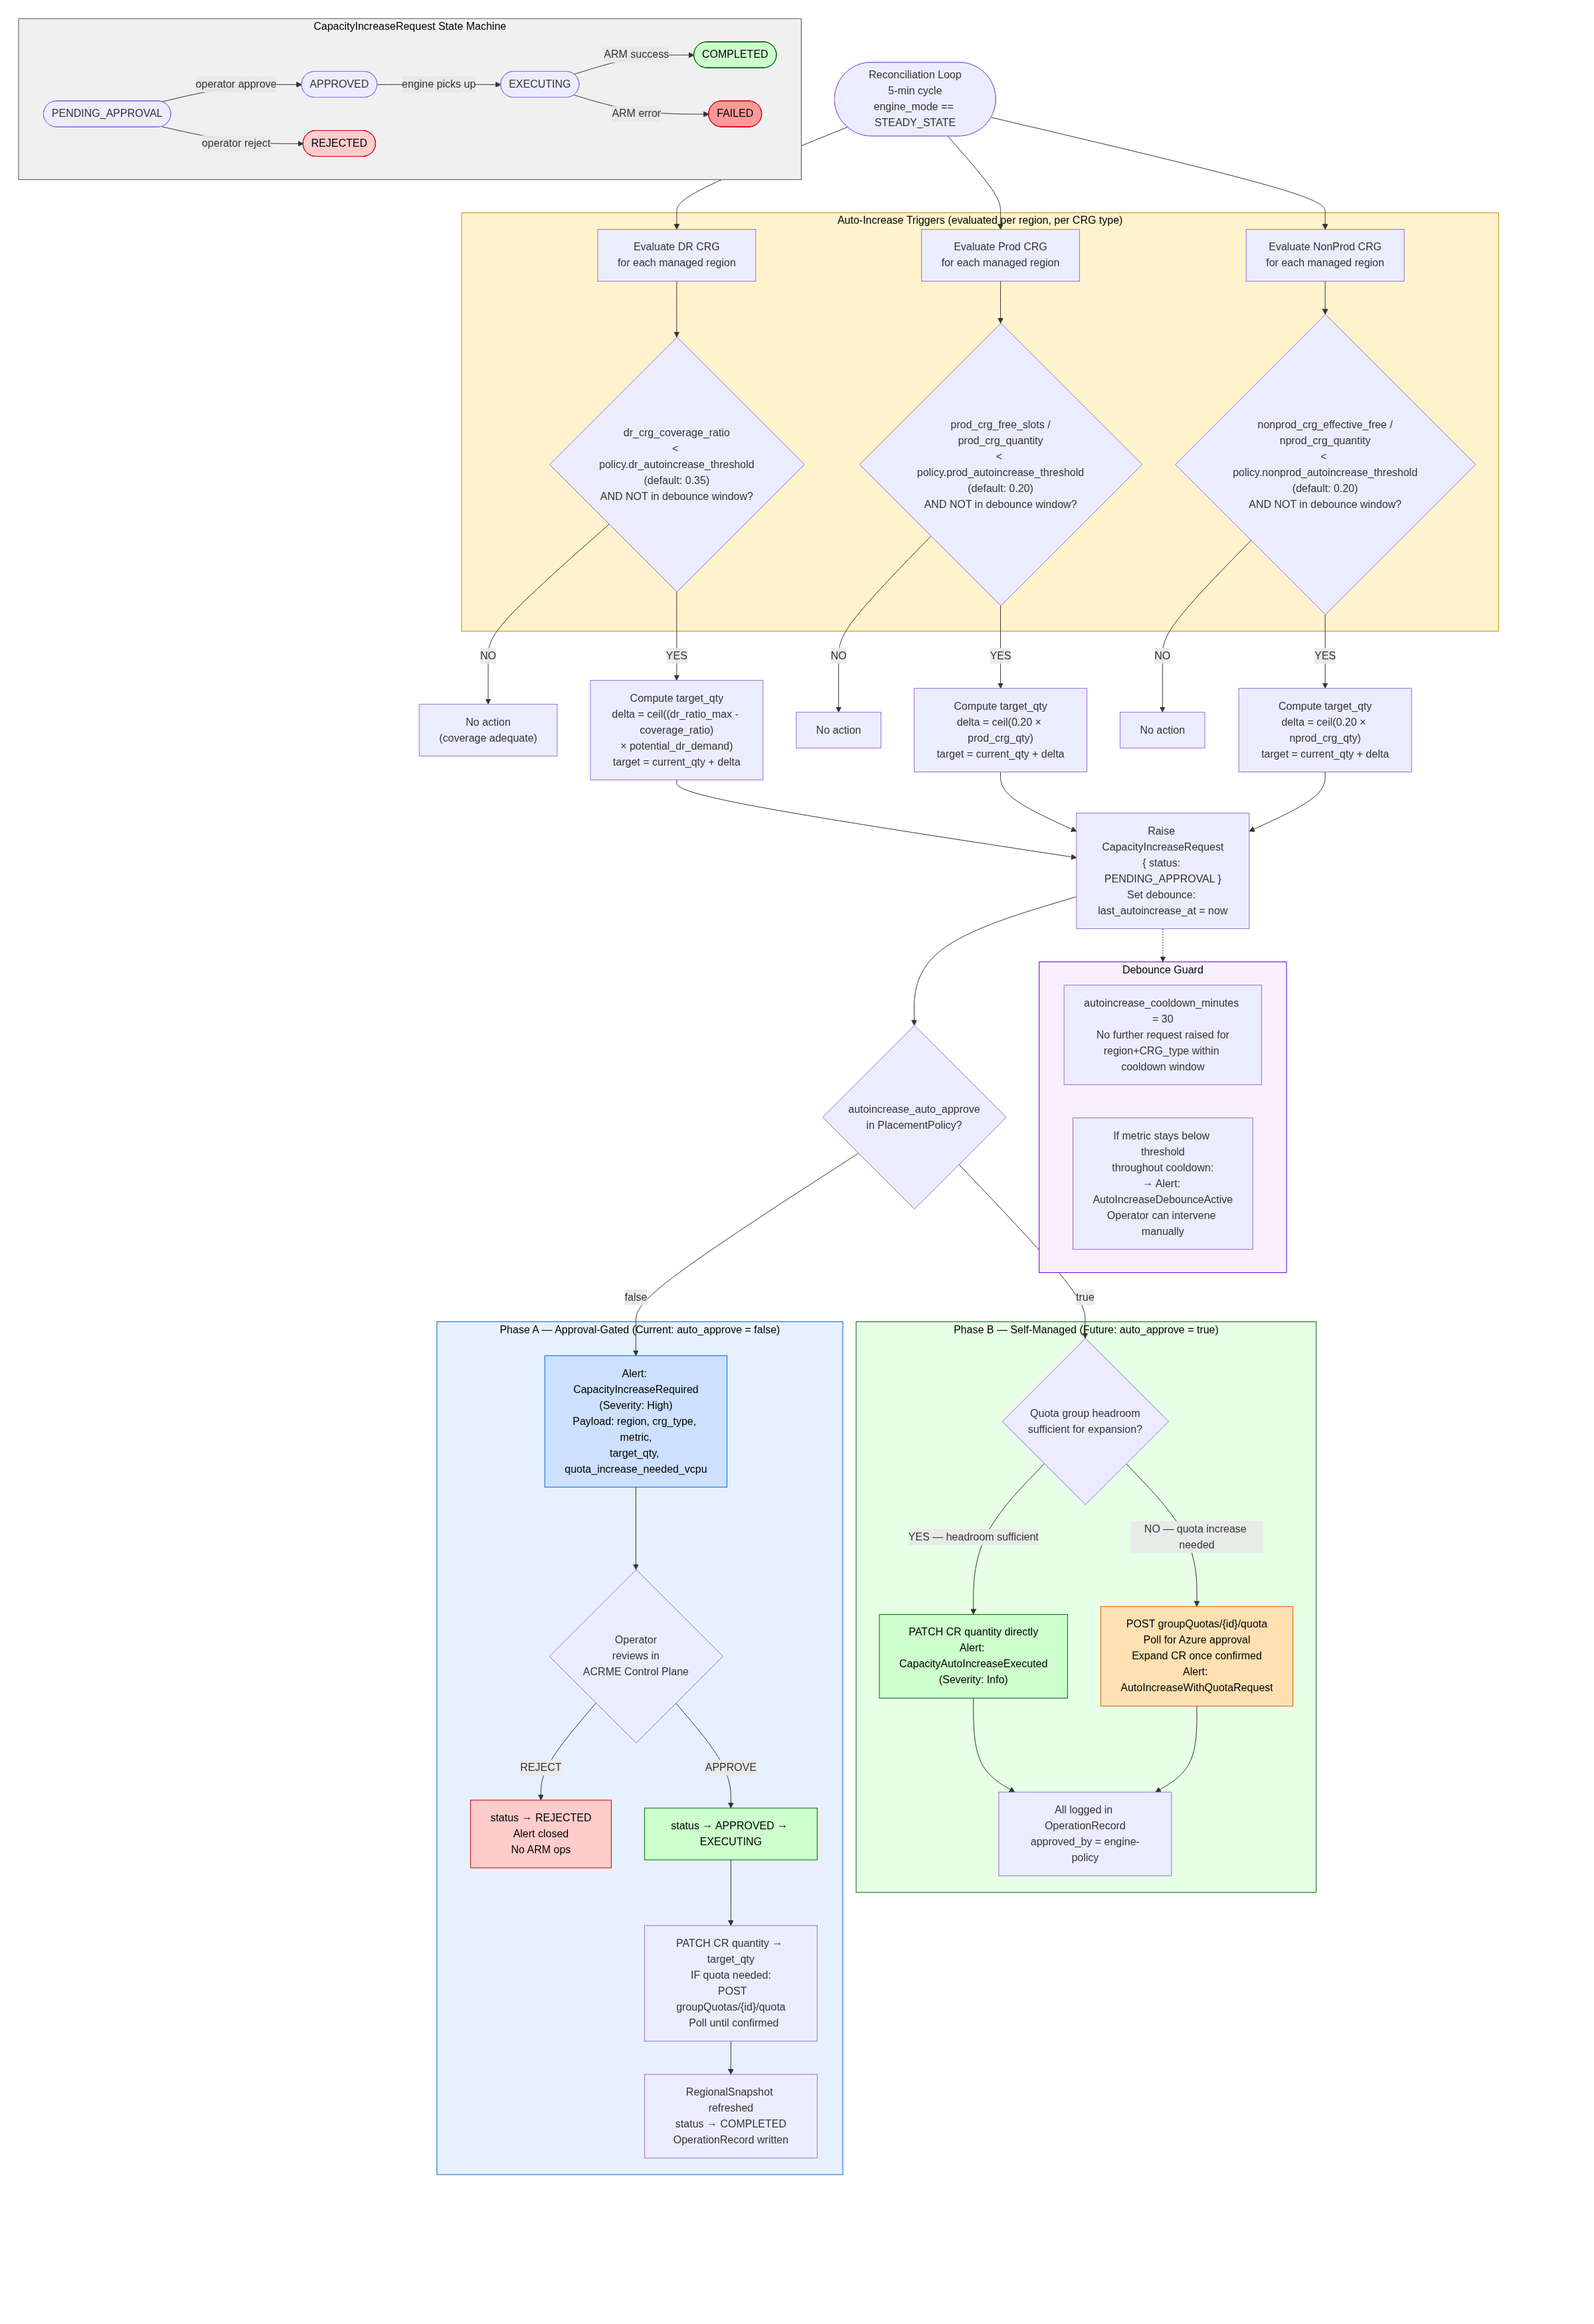 CapacityIncreaseRequest State Machine
ARM success
COMPLETED
operator approve
APPROVED
engine picks up
EXECUTING
PENDING_APPROVAL
ARM error
FAILED
operator reject
REJECTED
Reconciliation Loop
5-min cycle
engine_mode ==
STEADY_STATE
Auto-Increase Triggers (evaluated per region, per CRG type)
Evaluate DR CRG
for each managed region
Evaluate Prod CRG
for each managed region
Evaluate NonProd CRG
for each managed region
dr_crg_coverage_ratio
<
policy.dr_autoincrease_threshold
(default: 0.35)
AND NOT in debounce window?
prod_crg_free_slots /
prod_crg_quantity
<
policy.prod_autoincrease_threshold
(default: 0.20)
AND NOT in debounce window?
nonprod_crg_effective_free /
nprod_crg_quantity
<
policy.nonprod_autoincrease_threshold
(default: 0.20)
AND NOT in debounce window?
NO
YES
NO
YES
NO
YES
No action
(coverage adequate)
Compute target_qty
delta = ceil((dr_ratio_max -
coverage_ratio)
× potential_dr_demand)
target = current_qty + delta
No action
Compute target_qty
delta = ceil(0.20 ×
prod_crg_qty)
target = current_qty + delta
No action
Compute target_qty
delta = ceil(0.20 ×
nprod_crg_qty)
target = current_qty + delta
Raise
CapacityIncreaseRequest
{ status:
PENDING_APPROVAL }
Set debounce:
last_autoincrease_at = now
Debounce Guard
autoincrease_cooldown_minutes
= 30
No further request raised for
region+CRG_type within
cooldown window
If metric stays below
threshold
throughout cooldown:
→ Alert:
AutoIncreaseDebounceActive
Operator can intervene
manually
autoincrease_auto_approve
in PlacementPolicy?
false
true
Phase A — Approval-Gated (Current: auto_approve = false)
Alert:
CapacityIncreaseRequired
(Severity: High)
Payload: region, crg_type,
metric,
target_qty,
quota_increase_needed_vcpu
Operator
reviews in
ACRME Control Plane
REJECT
APPROVE
status → REJECTED
Alert closed
No ARM ops
status → APPROVED →
EXECUTING
PATCH CR quantity →
target_qty
IF quota needed:
POST
groupQuotas/{id}/quota
Poll until confirmed
RegionalSnapshot
refreshed
status → COMPLETED
OperationRecord written
Phase B — Self-Managed (Future: auto_approve = true)
Quota group headroom
sufficient for expansion?
YES — headroom sufficient
NO — quota increase
needed
PATCH CR quantity directly
Alert:
CapacityAutoIncreaseExecuted
(Severity: Info)
POST groupQuotas/{id}/quota
Poll for Azure approval
Expand CR once confirmed
Alert:
AutoIncreaseWithQuotaRequest
All logged in
OperationRecord
approved_by = engine-
policy